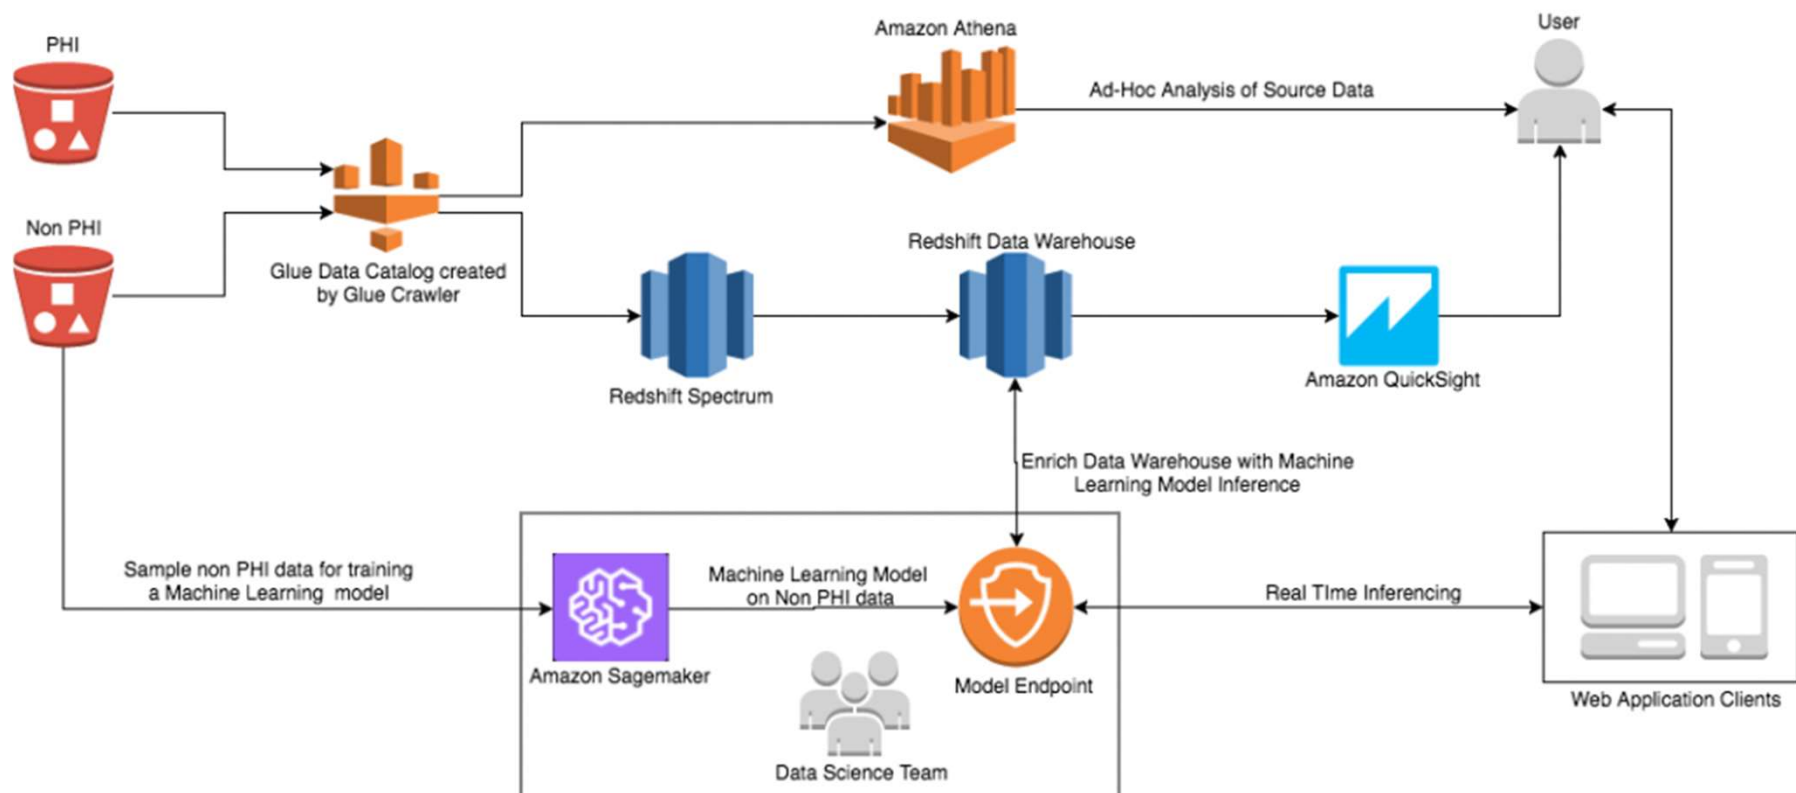 PHI
Amazon Athena
User
Ad-Hoc Analysis of Source Data
Non PHI
Glue Data Catalog created
by Glue Crawler
Redshift Data Warehouse
Redshift Spectrum
Amazon QuickSight
Enrich Data Warehouse with Machine
Learning Model Inference
Sample non PHI data for training
a Machine Learning model
Machine Learning Model
on Non PHI data
Real TIme Inferencing
Amazon Sagemaker
Model Endpoint
Web Application Clients
Data Science Team